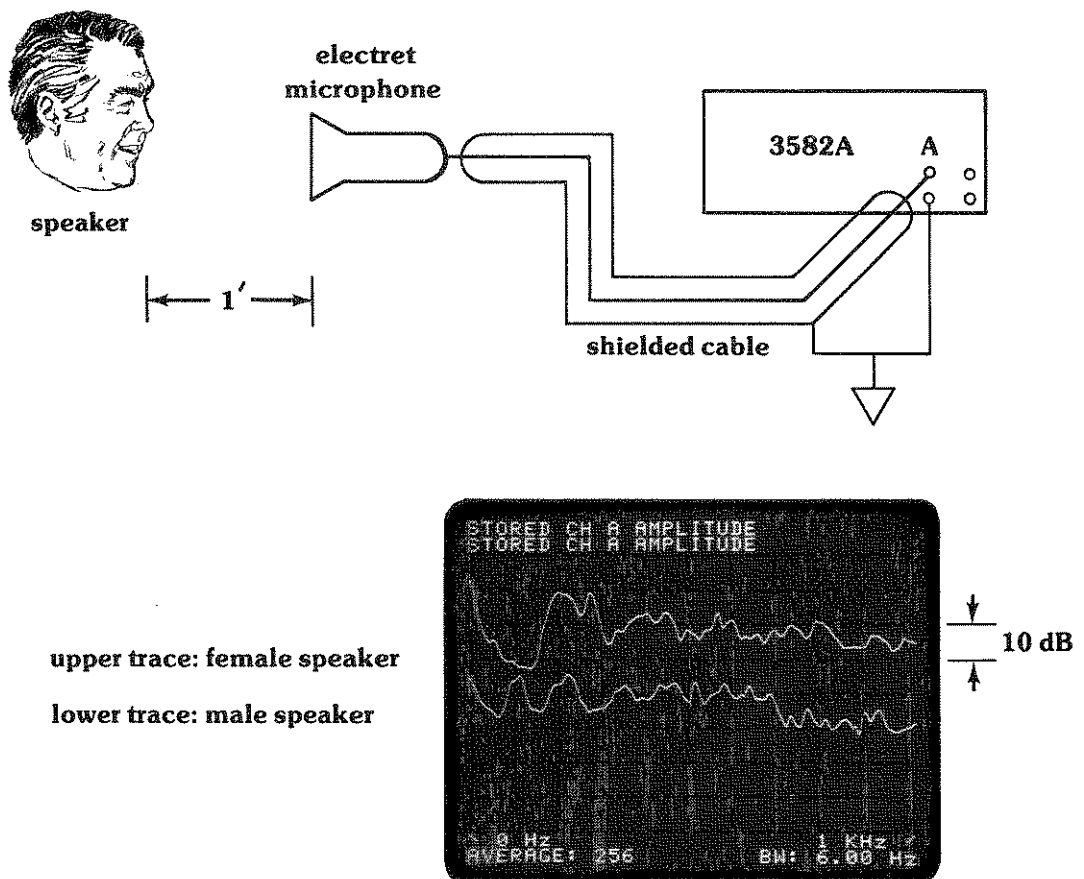 electret
microphone
3582A
A
speaker
1′
shielded cable
STORED CH A AMPLITUDE
STORED CH A AMPLITUDE
10 dB
upper trace: female speaker
lower trace: male speaker
0 Hz
1 KHz
AVERAGE: 256
BW: 6.00 Hz